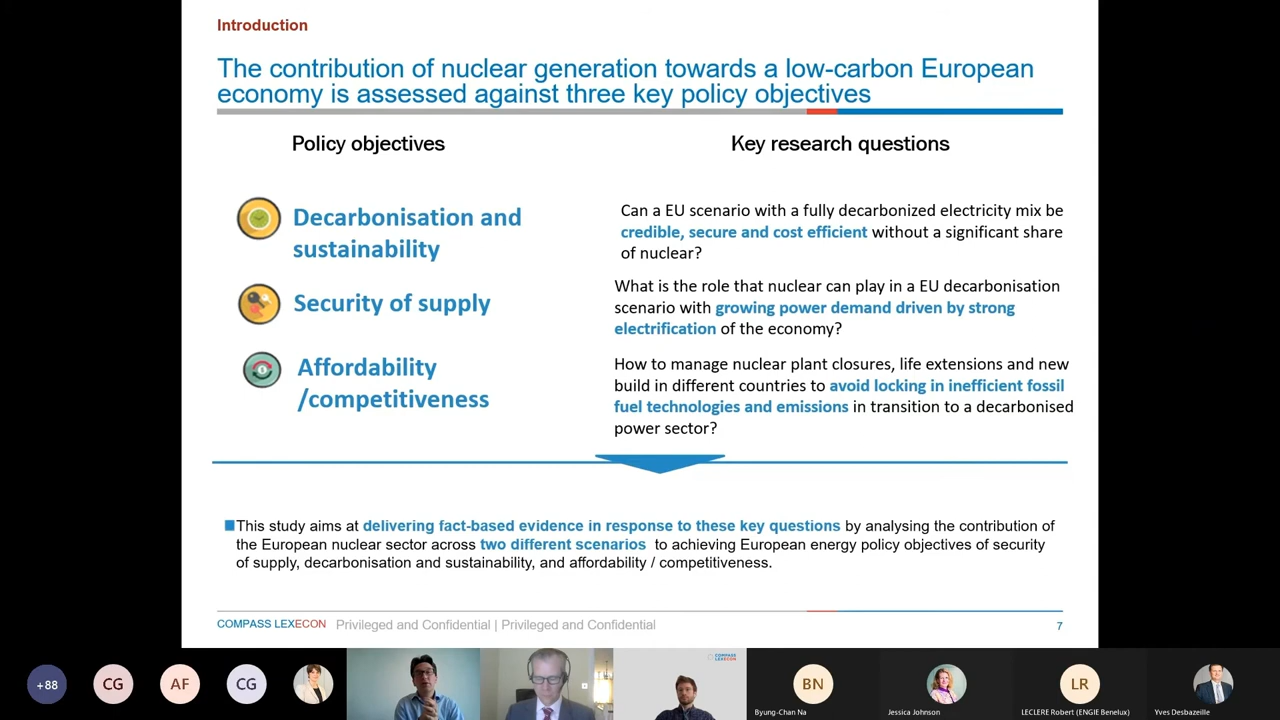 Introduction
The contribution of nuclear generation towards a low-carbon European
economy is assessed against three key policy objectives
Policy objectives
Key research questions
Decarbonisation and
sustainability
Can a EU scenario with a fully decarbonized electricity mix be
credible, secure and cost efficient without a significant share
of nuclear?
Security of supply
What is the role that nuclear can play in a EU decarbonisation
scenario with growing power demand driven by strong
electrification of the economy?
Affordability
/competitiveness
How to manage nuclear plant closures, life extensions and new
build in different countries to avoid locking in inefficient fossil
fuel technologies and emissions in transition to a decarbonised
power sector?
This study aims at delivering fact-based evidence in response to these key questions by analysing the contribution of
the European nuclear sector across two different scenarios to achieving European energy policy objectives of security
of supply, decarbonisation and sustainability, and affordability / competitiveness.
COMPASS LEXECON Privileged and Confidential | Privileged and Confidential
7
+88
CG
AF
CG
COMPASS
LEXECON
BN
LR
Byung-Chan Na
Jessica Johnson
LECLERE Robert (ENGIE Benelux)
Yves Desbazeille